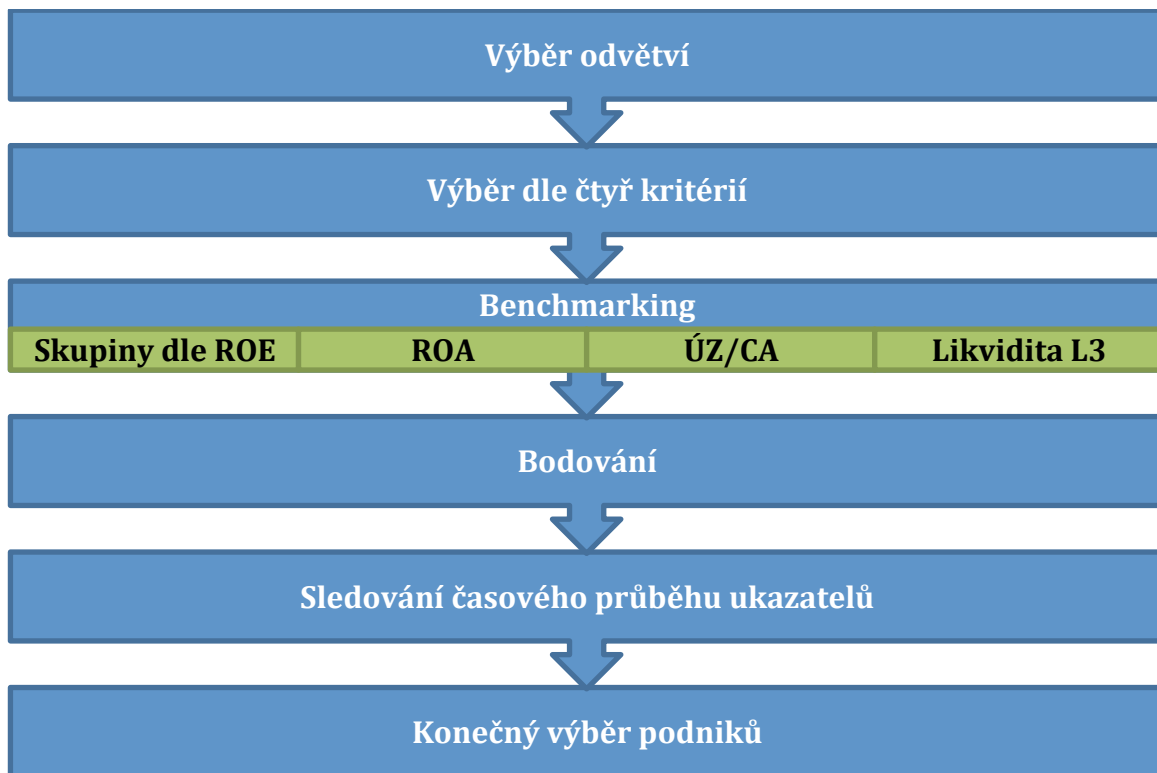 Výběr odvětví
Výběr dle čtyř kritérií
Benchmarking
Skupiny dle ROE ROA ÚZ/CA Likvidita L3
Bodování
Sledování časového průběhu ukazatelů
Konečný výběr podniků